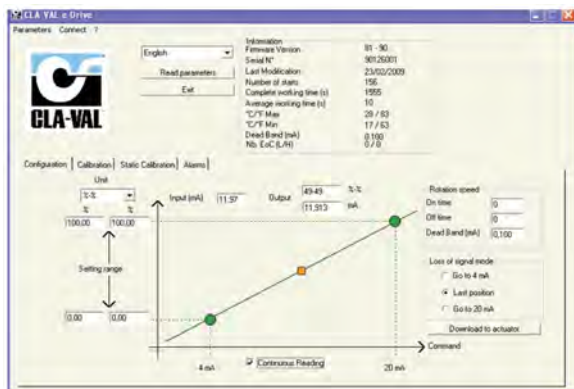 CLA-VAL e-Drive
Parameters Connect ?
CLA-VAL
English
Read parameters
Exit
Information
Firmware Version 81 - 90
Serial N° 90126001
Last Modification 23/02/2009
Number of starts 156
Complete working time (s) 1555
Average working time (s) 10
°C/°F Max 28 / 83
°C/°F Min 17 / 63
Dead Band (mA) 0,100
Nb. EoC (L/H) 0 / 0
Configuration Calibration Static Calibration Alarms
Unit
%-%
% %
100,00 100,00
Setting range
0,00 0,00
Input (mA) 11,97
Output 49-49 %-%
11,913 mA
4 mA
20 mA
Continuous Reading
Command
Rotation speed
On time 0
Off time 0
Dead Band (mA) 0,100
Loss of signal mode
Go to 4 mA
Last position
Go to 20 mA
Download to actuator